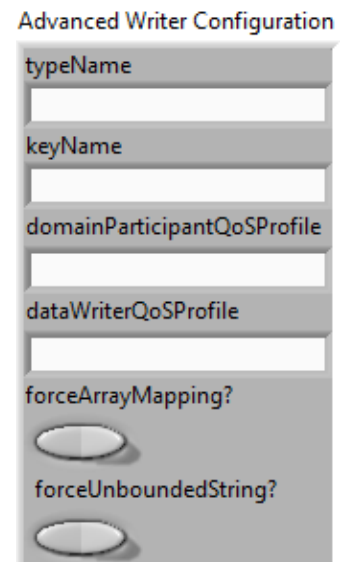 Advanced Writer Configuration
typeName
keyName
domainParticipantQoSProfile
dataWriterQoSProfile
forceArrayMapping?
forceUnboundedString?